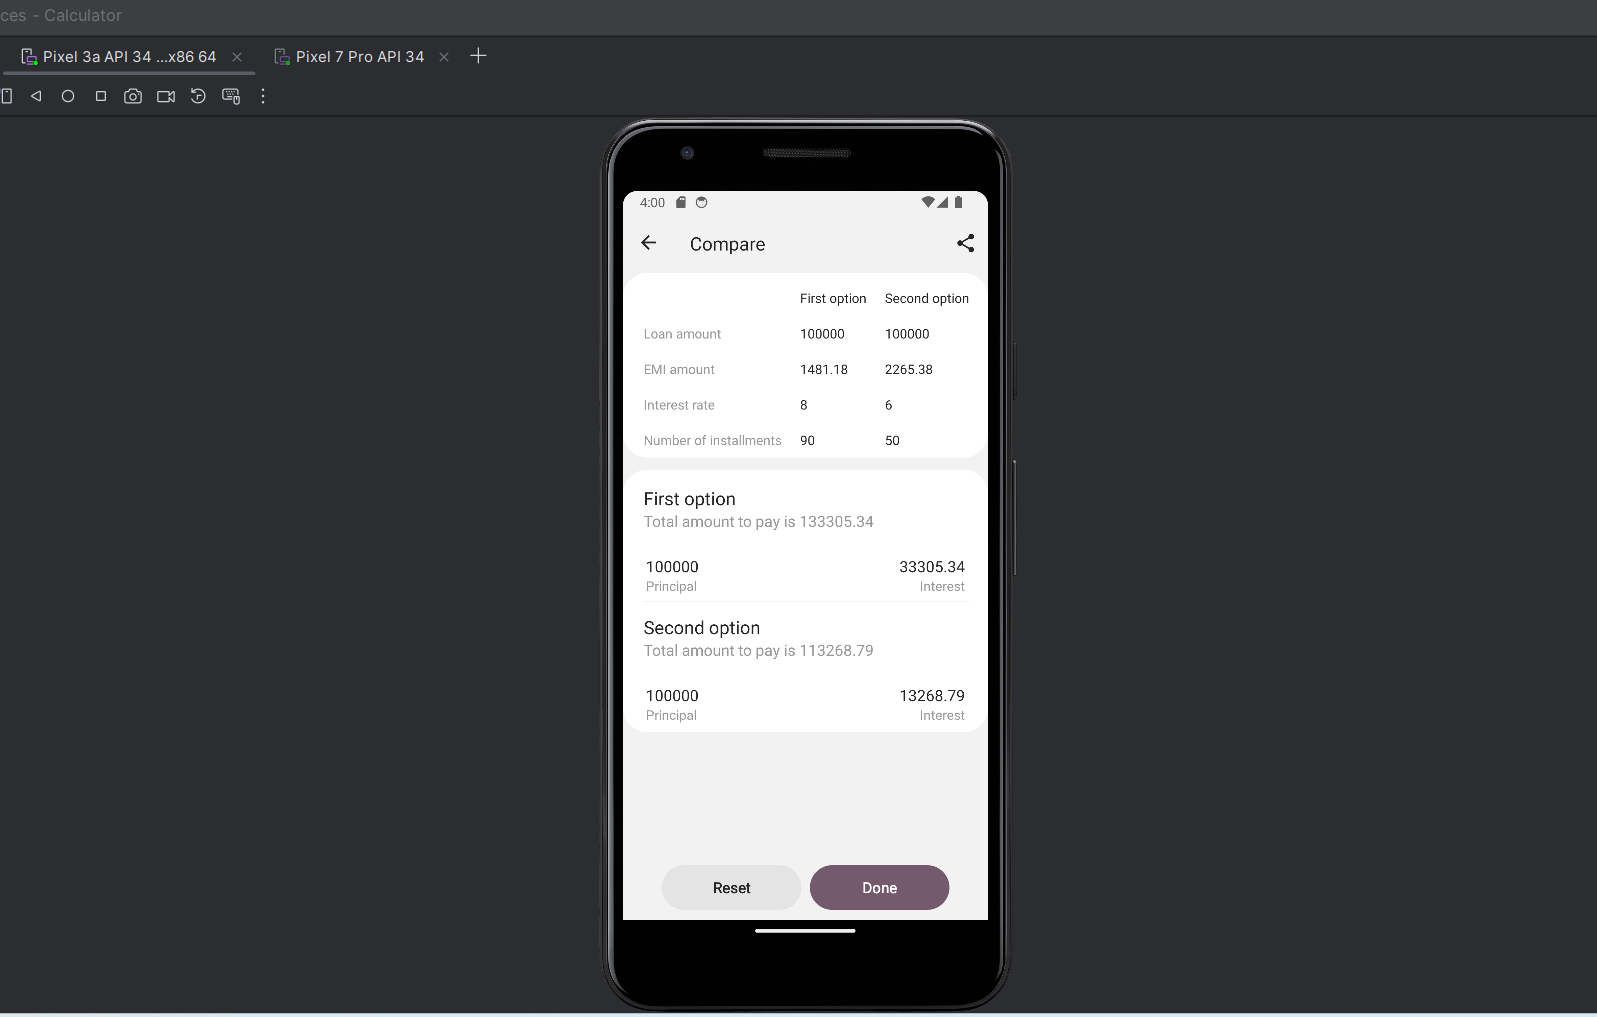 ces - Calculator
Pixel 3a API 34 ...x86 64
Pixel 7 Pro API 34
4:00
Compare
First option Second option
Loan amount 100000 100000
EMI amount 1481.18 2265.38
Interest rate 8 6
Number of installments 90 50
First option
Total amount to pay is 133305.34
100000 33305.34
Principal Interest
Second option
Total amount to pay is 113268.79
100000 13268.79
Principal Interest
Reset Done